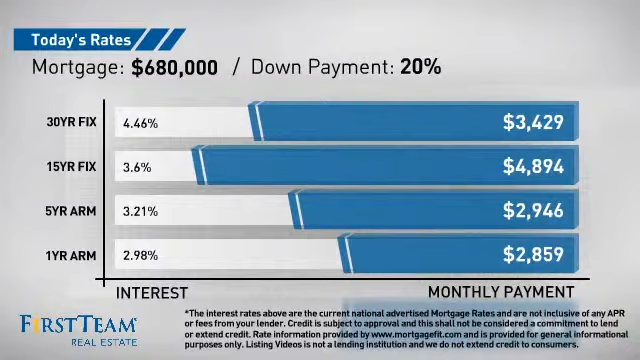 Today's Rates
Mortgage: $680,000 / Down Payment: 20%
30YR FIX 4.46% $3,429
15YR FIX 3.6% $4,894
5YR ARM 3.21% $2,946
1YR ARM 2.98% $2,859
INTEREST MONTHLY PAYMENT
FIRSTTEAM®
REAL ESTATE
*The interest rates above are the current national advertised Mortgage Rates and are not inclusive of any APR
or fees from your lender. Credit is subject to approval and this shall not be considered a commitment to lend
or extend credit. Rate information provided by www.mortgagefit.com and is provided for general informational
purposes only. Listing Videos is not a lending institution and we do not extend credit to consumers.